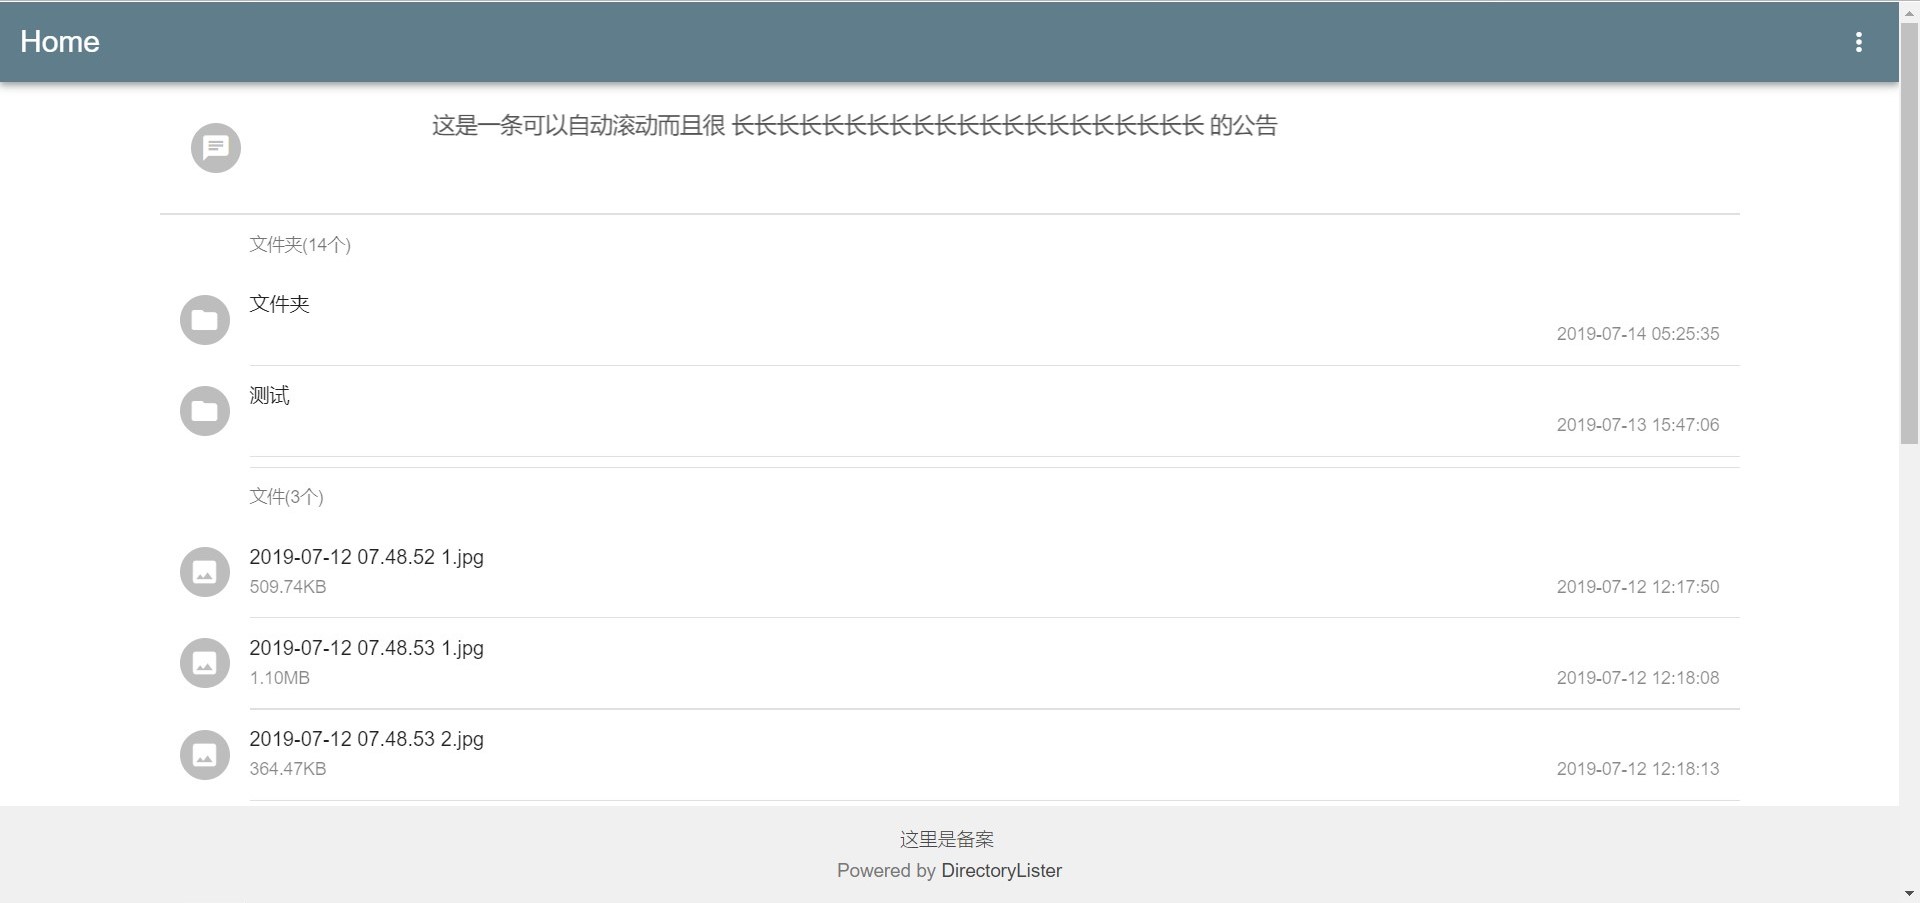 Home
这是一条可以自动滚动而且很 长长长长长长长长长长长长长长长长长长长长长 的公告
文件夹(14个)
文件夹
2019-07-14 05:25:35
测试
2019-07-13 15:47:06
文件(3个)
2019-07-12 07.48.52 1.jpg
509.74KB
2019-07-12 12:17:50
2019-07-12 07.48.53 1.jpg
1.10MB
2019-07-12 12:18:08
2019-07-12 07.48.53 2.jpg
364.47KB
2019-07-12 12:18:13
这里是备案
Powered by DirectoryLister